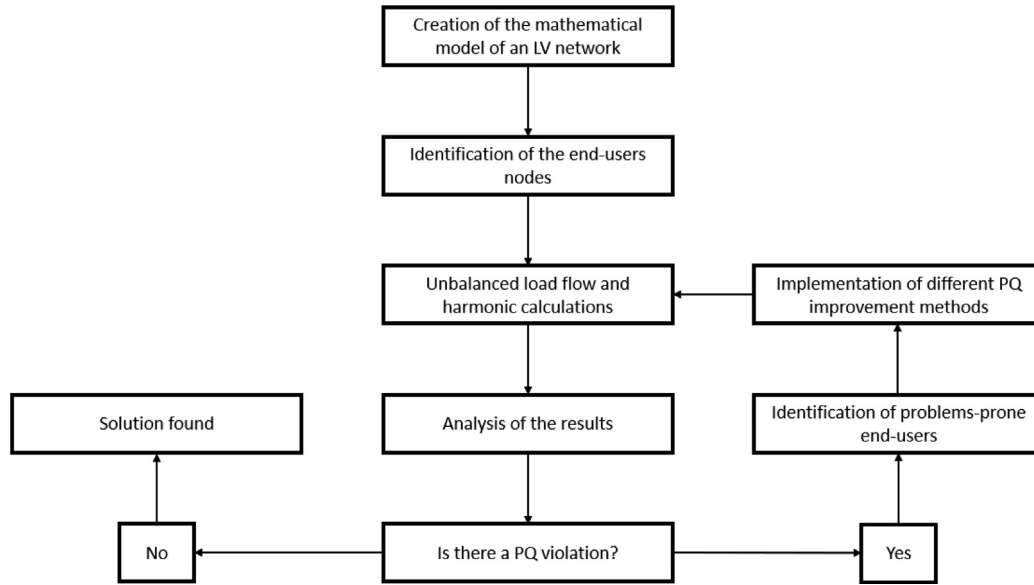 Creation of the mathematical
model of an LV network
Identification of the end-users
nodes
Unbalanced load flow and
harmonic calculations
Implementation of different PQ
improvement methods
Solution found
Analysis of the results
Identification of problems-prone
end-users
No
Is there a PQ violation?
Yes